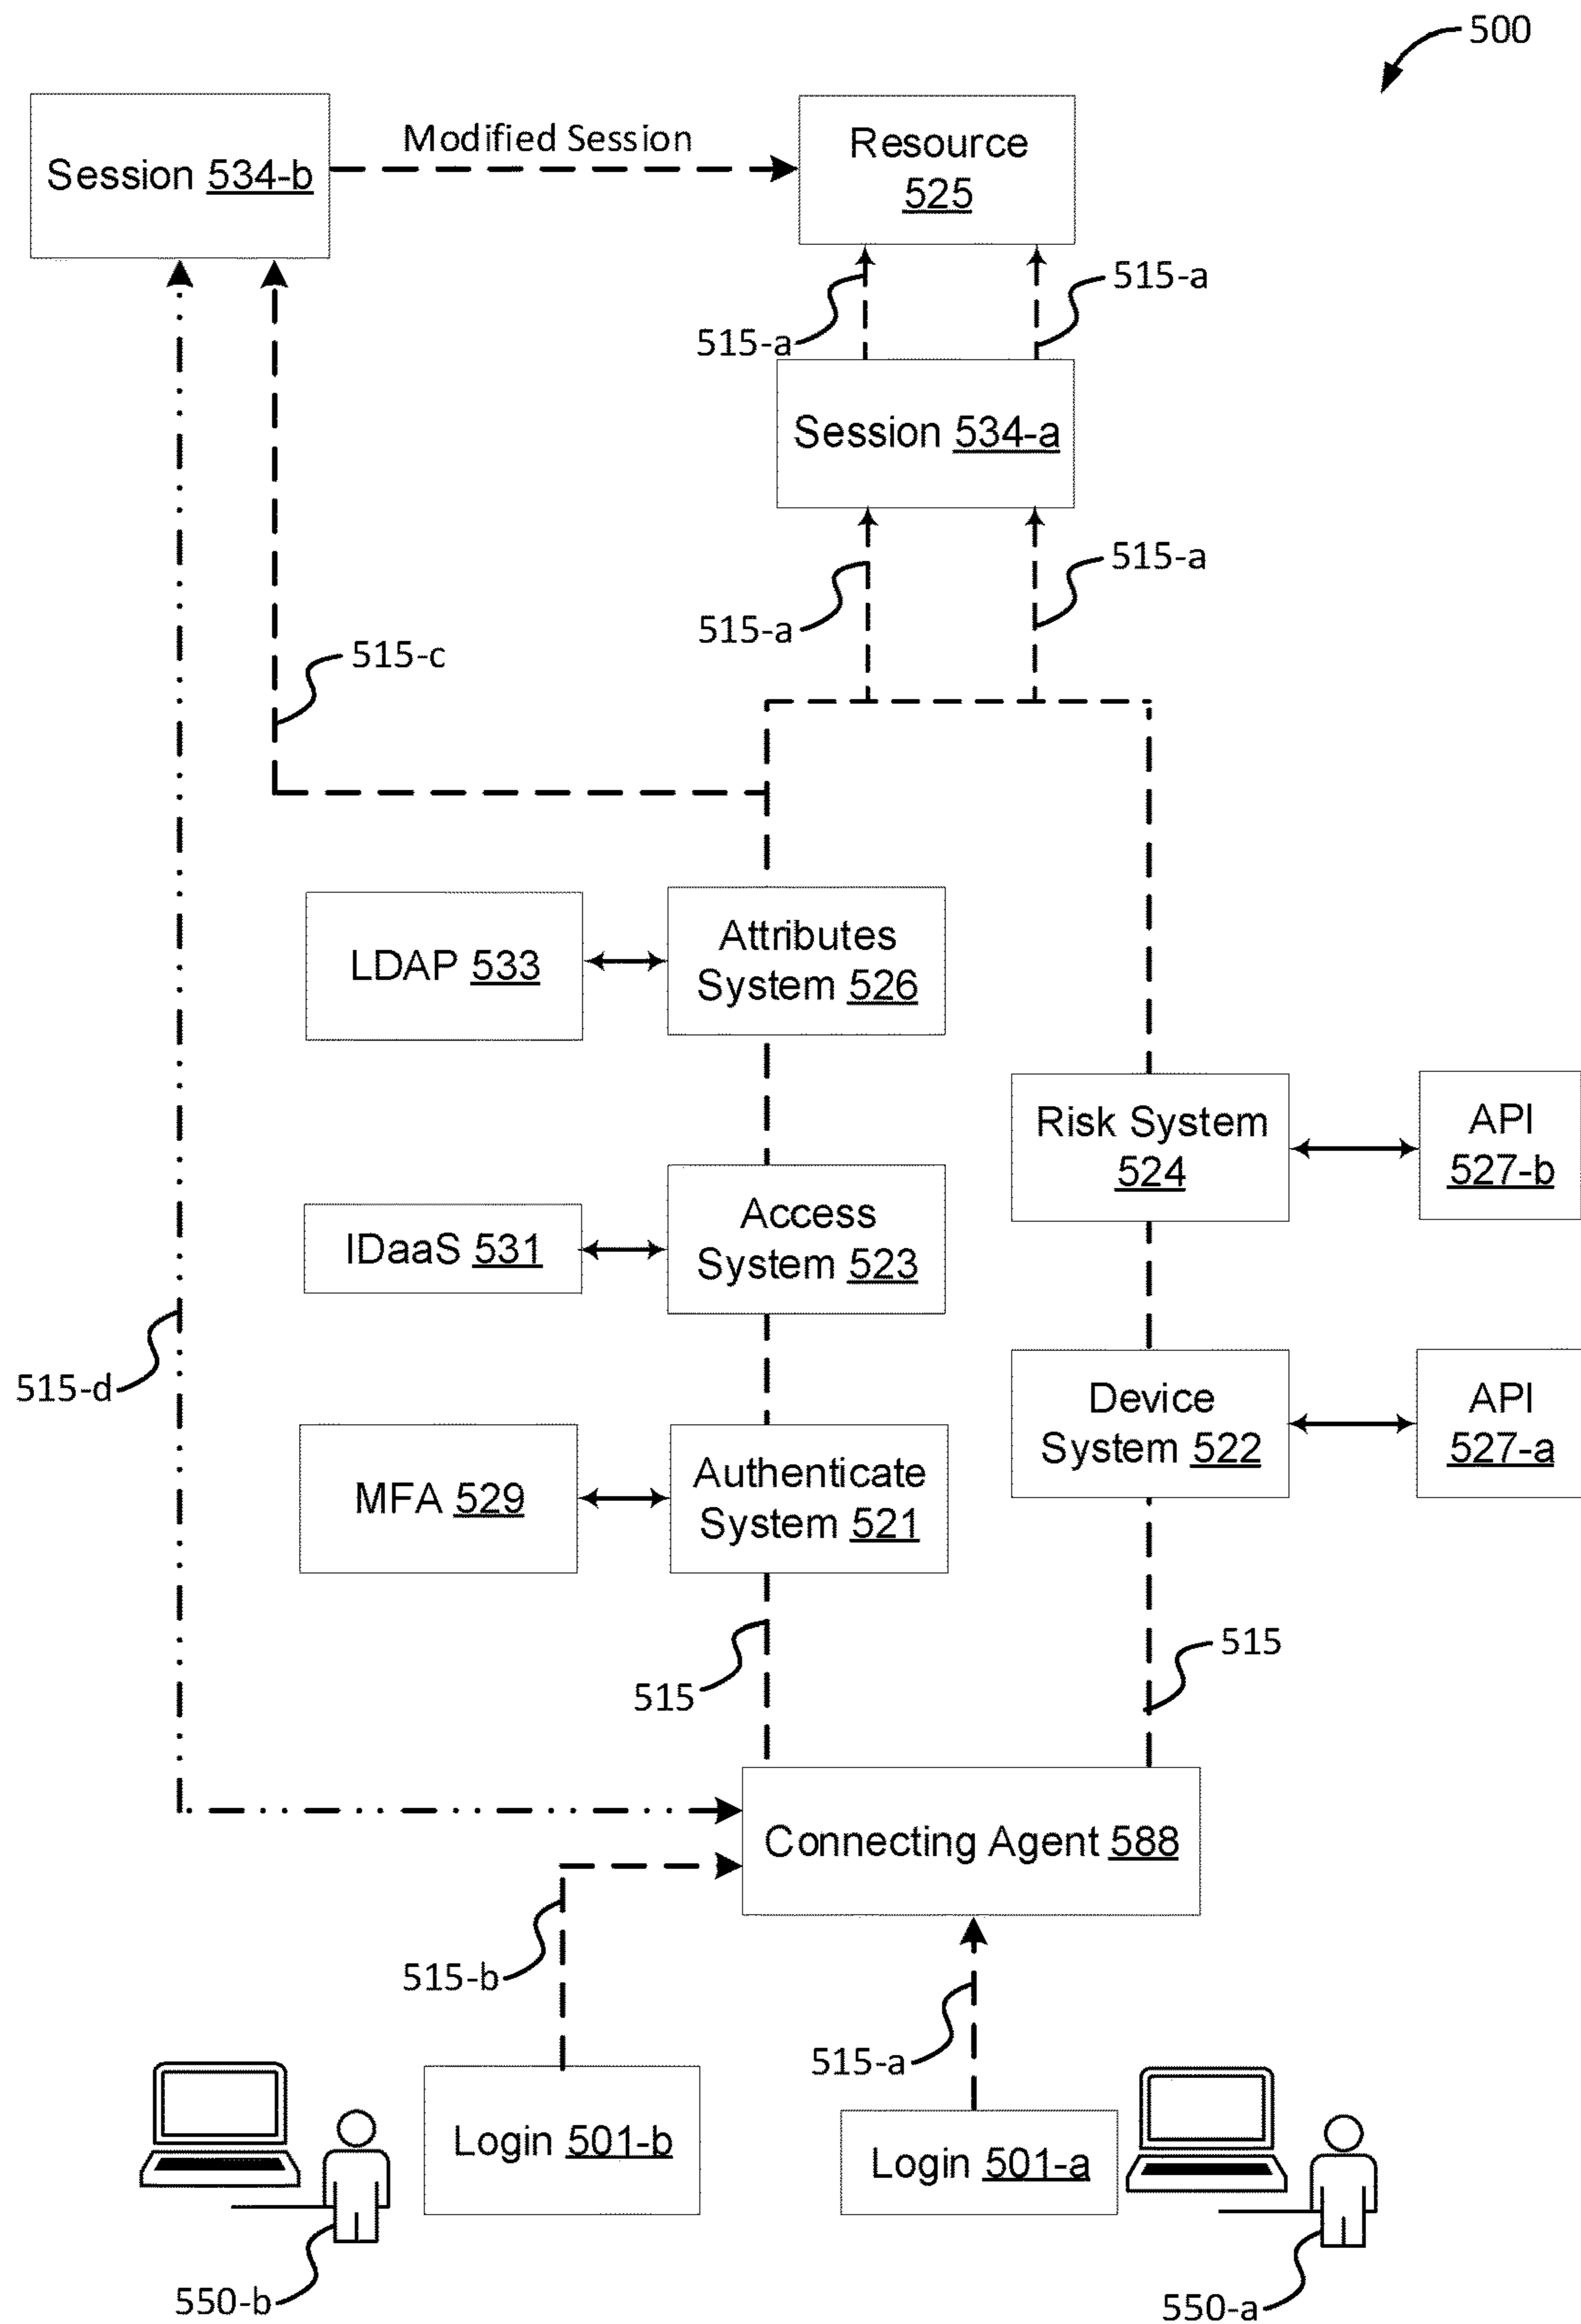 500
Modified Session
Session 534-b
Resource
525
515-a
515-a
Session 534-a
515-a
515-a
515-c
LDAP 533
Attributes
System 526
Risk System
524
API
527-b
IDaaS 531
Access
System 523
515-d
Device
System 522
API
527-a
MFA 529
Authenticate
System 521
515
515
Connecting Agent 588
515-b
515-a
Login 501-b
Login 501-a
550-b
550-a